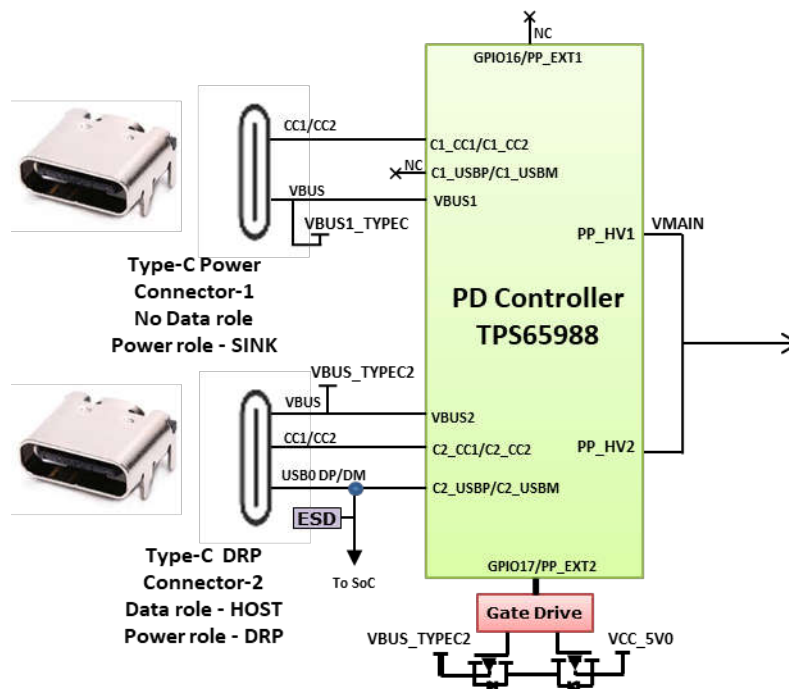 NC
GPIO16/PP_EXT1
CC1/CC2
C1_CC1/C1_CC2
NC
C1_USBP/C1_USBM
VBUS
VBUS1
VBUS1_TYPEC
PP_HV1
VMAIN
Type-C Power
Connector-1
No Data role
Power role - SINK
PD Controller
TPS65988
VBUS_TYPEC2
VBUS
VBUS2
CC1/CC2
C2_CC1/C2_CC2
PP_HV2
USB0 DP/DM
C2_USBP/C2_USBM
ESD
To SoC
Type-C DRP
Connector-2
Data role - HOST
Power role - DRP
GPIO17/PP_EXT2
Gate Drive
VBUS_TYPEC2
VCC_5V0